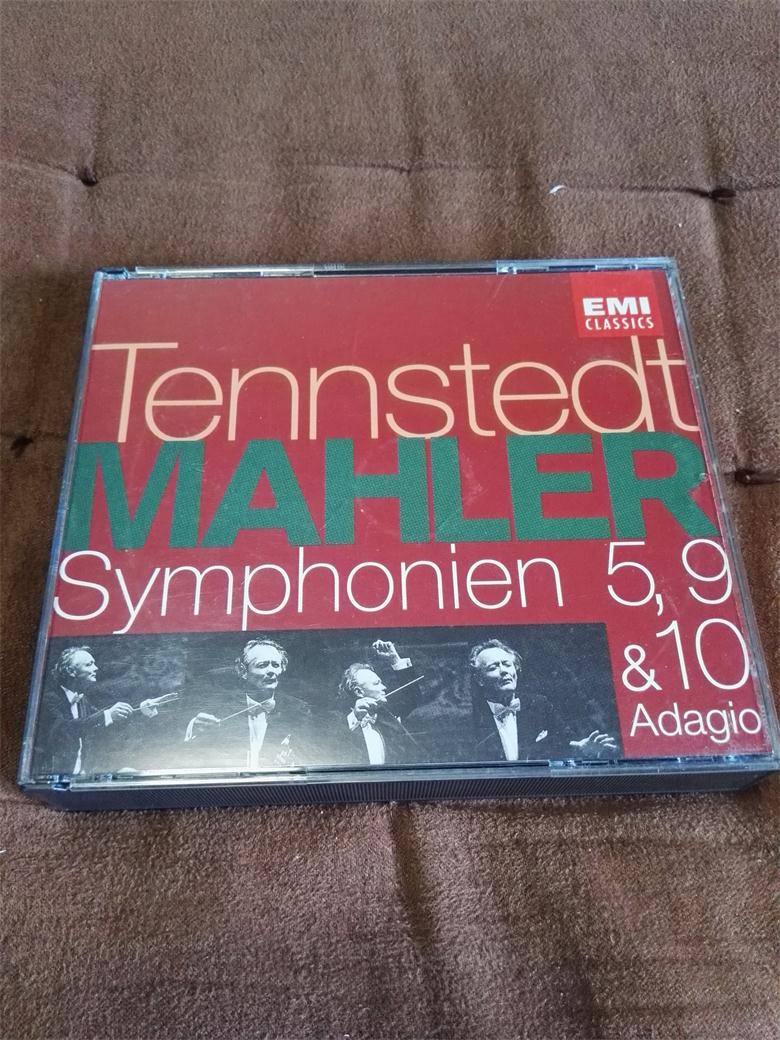 EMI
CLASSICS
Tennstedt
MAHLER
Symphonien 5, 9
& 10
Adagio